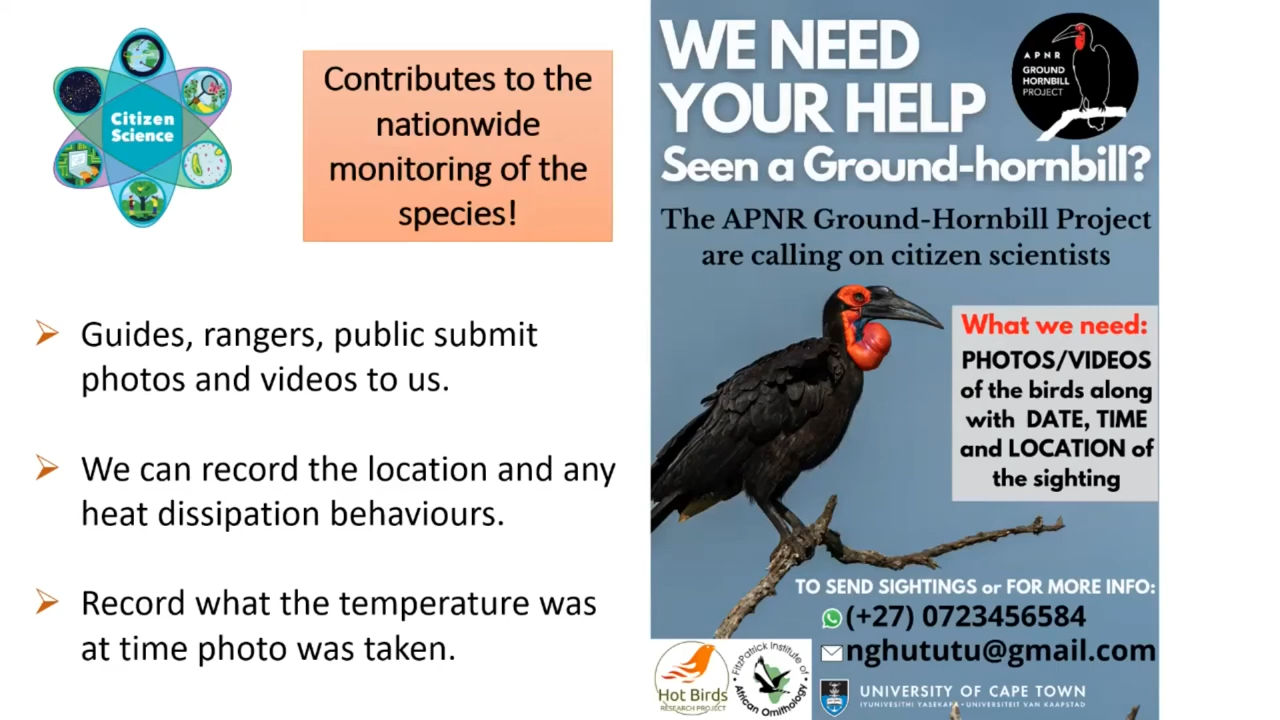 Citizen
Science
Contributes to the
nationwide
monitoring of the
species!
Guides, rangers, public submit
photos and videos to us.
We can record the location and any
heat dissipation behaviours.
Record what the temperature was
at time photo was taken.
WE NEED
YOUR HELP
Seen a Ground-hornbill?
APNR
GROUND
HORNBILL
PROJECT
The APNR Ground-Hornbill Project
are calling on citizen scientists
What we need:
PHOTOS/VIDEOS
of the birds along
with DATE, TIME
and LOCATION of
the sighting
TO SEND SIGHTINGS or FOR MORE INFO:
(+27) 0723456584
nghututu@gmail.com
Hot Birds
RESEARCH PROJECT
FitzPatrick Institute of
African Ornithology
UNIVERSITY OF CAPE TOWN
IYUNIVESITHI YASEKAPA • UNIVERSITEIT VAN KAAPSTAD